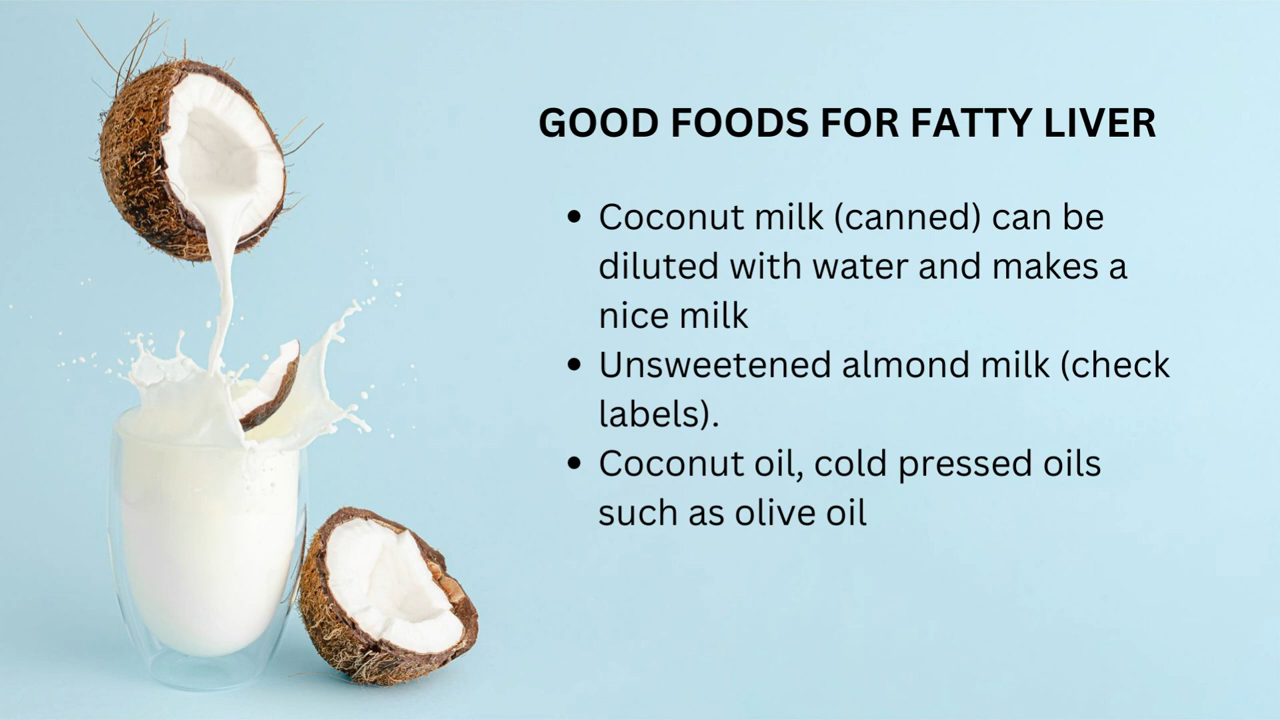 GOOD FOODS FOR FATTY LIVER
• Coconut milk (canned) can be
diluted with water and makes a
nice milk
• Unsweetened almond milk (check
labels).
• Coconut oil, cold pressed oils
such as olive oil